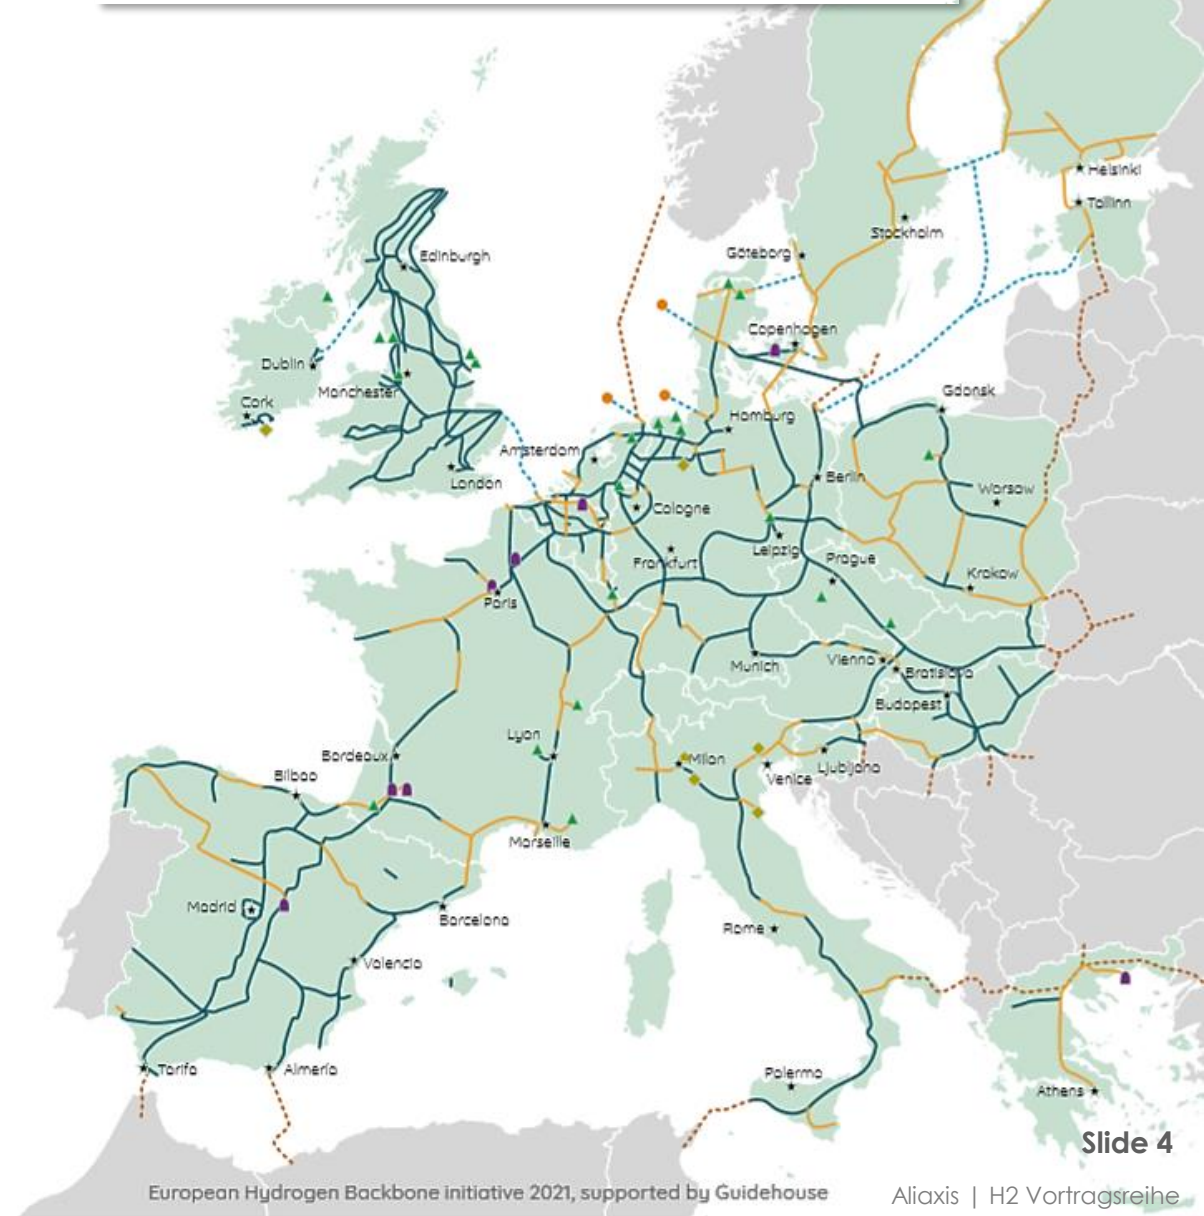 Helsinki
Tallinn
Stockholm
Göteborg
Edinburgh
Copenhagen
Dublin
Manchester
Gdansk
Cork
Hamburg
Amsterdam
London
Berlin
Warsaw
Cologne
Leipzig
Frankfurt
Prague
Krakow
Paris
Munich
Vienna
Bratislava
Budapest
Lyon
Bordeaux
Milan
Ljubljana
Venice
Bilbao
Marseille
Madrid
Barcelona
Rome
Valencia
Tarifa
Almería
Palermo
Athens
Slide 4
European Hydrogen Backbone initiative 2021, supported by Guidehouse
Aliaxis | H2 Vortragsreihe